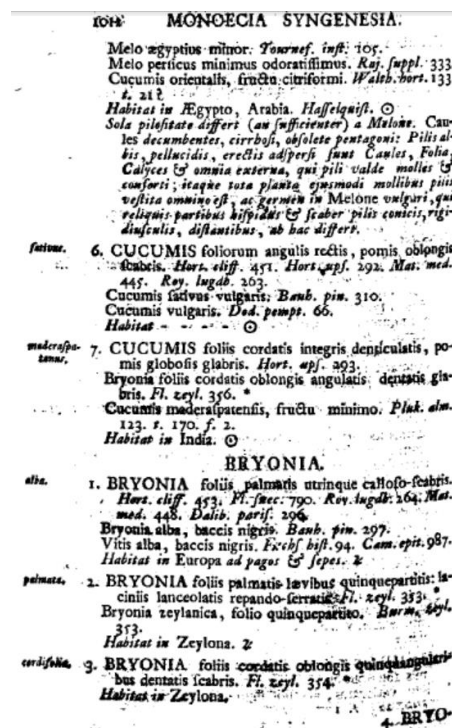 MONOECIA SYNGENESIA.
Melo ægyptius minor. Tournef. inst. 105.
Melo persicus minimus odoratissimus. Raj. suppl. 333
Cucumis orientalis, fructu citriformi. Walth. hort. 133
t.
Habitat in Ægypto, Arabia. Hasselquist. ☉
Sola pilositate differt (an sufficienter) a Melone. Cau-
les decumbentes, cirrhosi, obsolete pentagoni: Pilis al-
bis, pellucidis, erectis adspersi sunt Caules, Folia,
Calyces & omnia externa, qui pili valde molles &
conferti; itaque tota planta ejusmodi mollibus pilis
vestita omnino est, ac germen in Melone vulgari, qui
reliquis partibus hispidus & scaber pilis conicis, rigi-
diusculis, distantibus, ab hac differt.
sativus. 6. CUCUMIS foliorum angulis rectis, pomis oblongis
scabris. Hort. cliff. 451. Hort. ups. 292. Mat. med.
445. Roy. lugdb. 263.
Cucumis sativus vulgaris. Bauh. pin. 310.
Cucumis vulgaris. Dod. pempt. 66.
Habitat - - - - ☉
maderaspa-
tanus. 7. CUCUMIS foliis cordatis integris denticulatis, po-
mis globosis glabris. Hort. ups. 293.
Bryonia foliis cordatis oblongis angulatis dentatis gla-
bris. Fl. zeyl. 356. *
Cucumis maderaspatensis, fructu minimo. Pluk. alm.
123. t. 170. f. 2.
Habitat in India. ☉
BRYONIA.
alba. 1. BRYONIA foliis palmatis utrinque calloso-scabris.
Hort. cliff. 453. Fl. suec. 790. Roy. lugdb. 264. Mat.
med. 448. Dalib. paris. 296.
Bryonia alba, baccis nigris. Bauh. pin. 297.
Vitis alba, baccis nigris. Fuchs hist. 94. Cam. epit. 987.
Habitat in Europa ad pagos & sepes. ♃
palmata. 2. BRYONIA foliis palmatis lævibus quinquepartitis: la-
ciniis lanceolatis repando-serratis. Fl. zeyl. 353. *
Bryonia zeylanica, folio quinquepartito. Burm. zeyl.
353.
Habitat in Zeylona. ♃
cordifolia. 3. BRYONIA foliis cordatis oblongis quinquangulari-
bus dentatis scabris. Fl. zeyl. 354. *
Habitat in Zeylona.
4. BRYO-